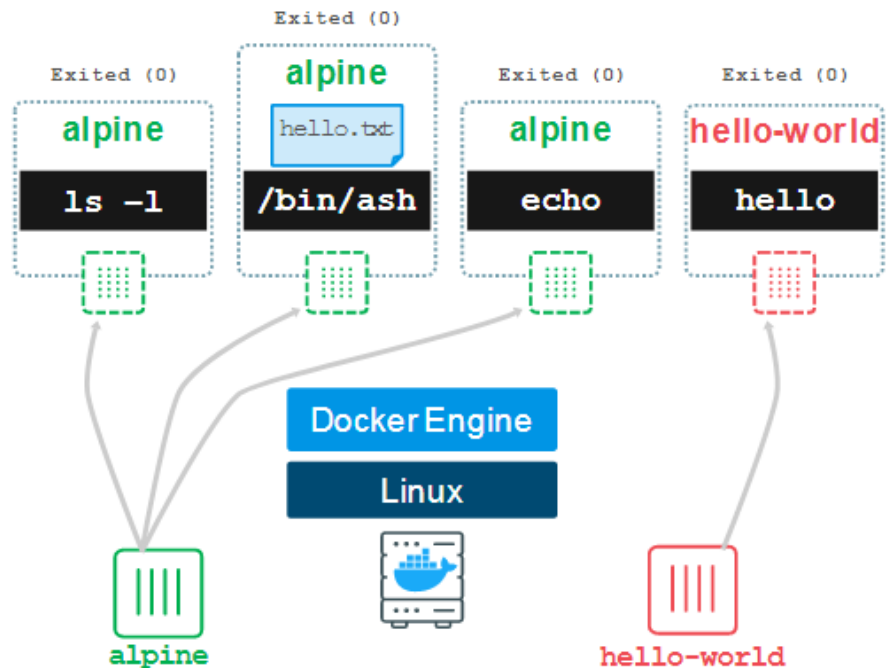 Exited (0)
Exited (0)
Exited (0)
Exited (0)
alpine
alpine
alpine
hello-world
hello.txt
ls –l
/bin/ash
echo
hello
Docker Engine
Linux
alpine
hello-world